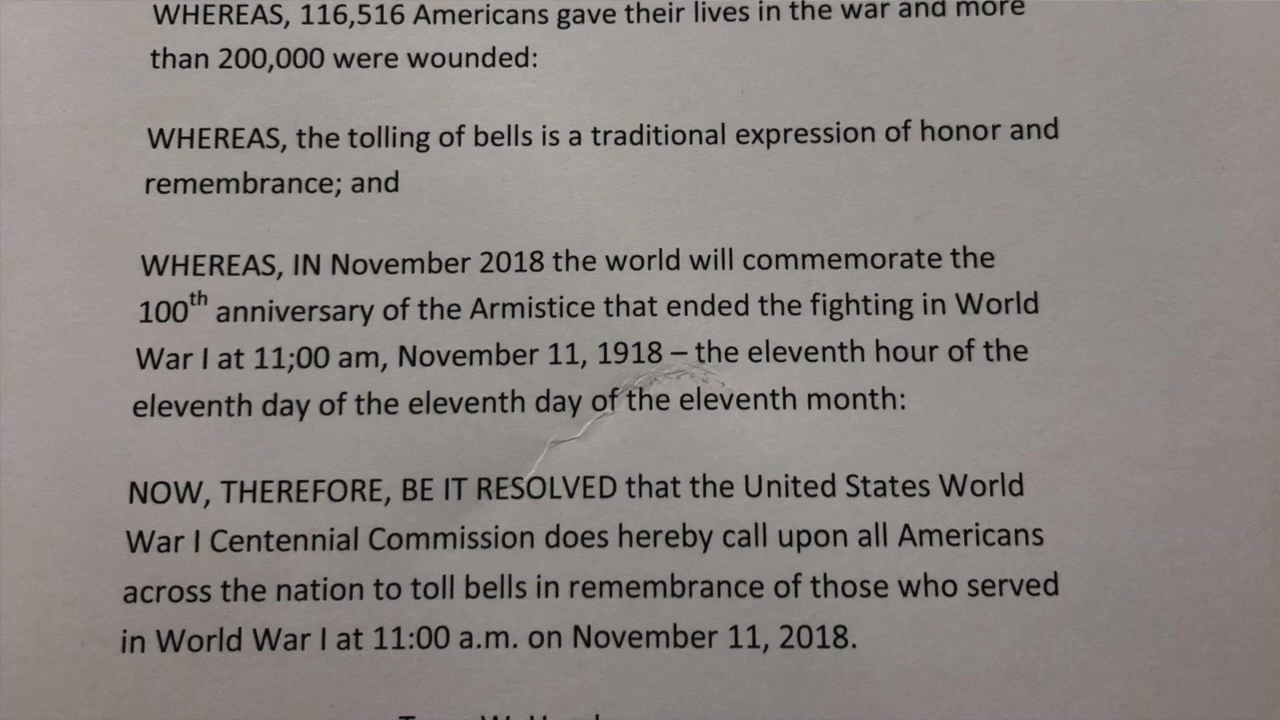 WHEREAS, 116,516 Americans gave their lives in the war and more
than 200,000 were wounded:
WHEREAS, the tolling of bells is a traditional expression of honor and
remembrance; and
WHEREAS, IN November 2018 the world will commemorate the
100th anniversary of the Armistice that ended the fighting in World
War I at 11;00 am, November 11, 1918 – the eleventh hour of the
eleventh day of the eleventh day of the eleventh month:
NOW, THEREFORE, BE IT RESOLVED that the United States World
War I Centennial Commission does hereby call upon all Americans
across the nation to toll bells in remembrance of those who served
in World War I at 11:00 a.m. on November 11, 2018.